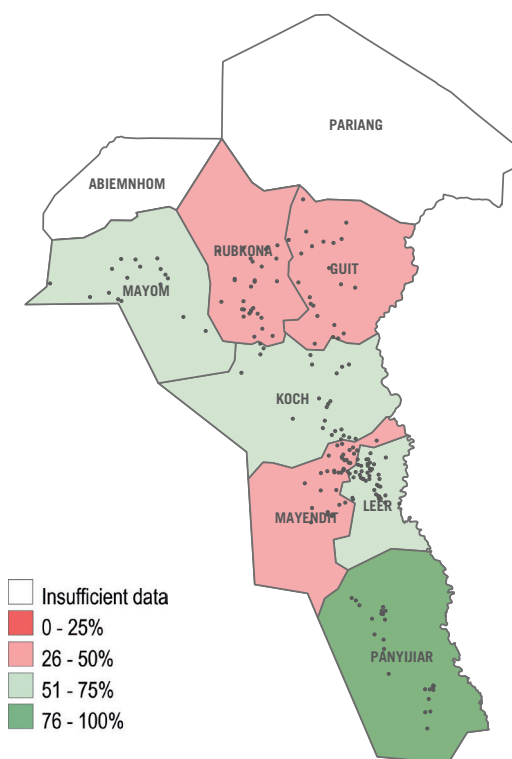 PARIANG
ABIEMNHOM
RUBKONA
GUIT
MAYOM
KOCH
LEER
MAYENDIT
PANYIJIAR
Insufficient data
0 - 25%
26 - 50%
51 - 75%
76 - 100%